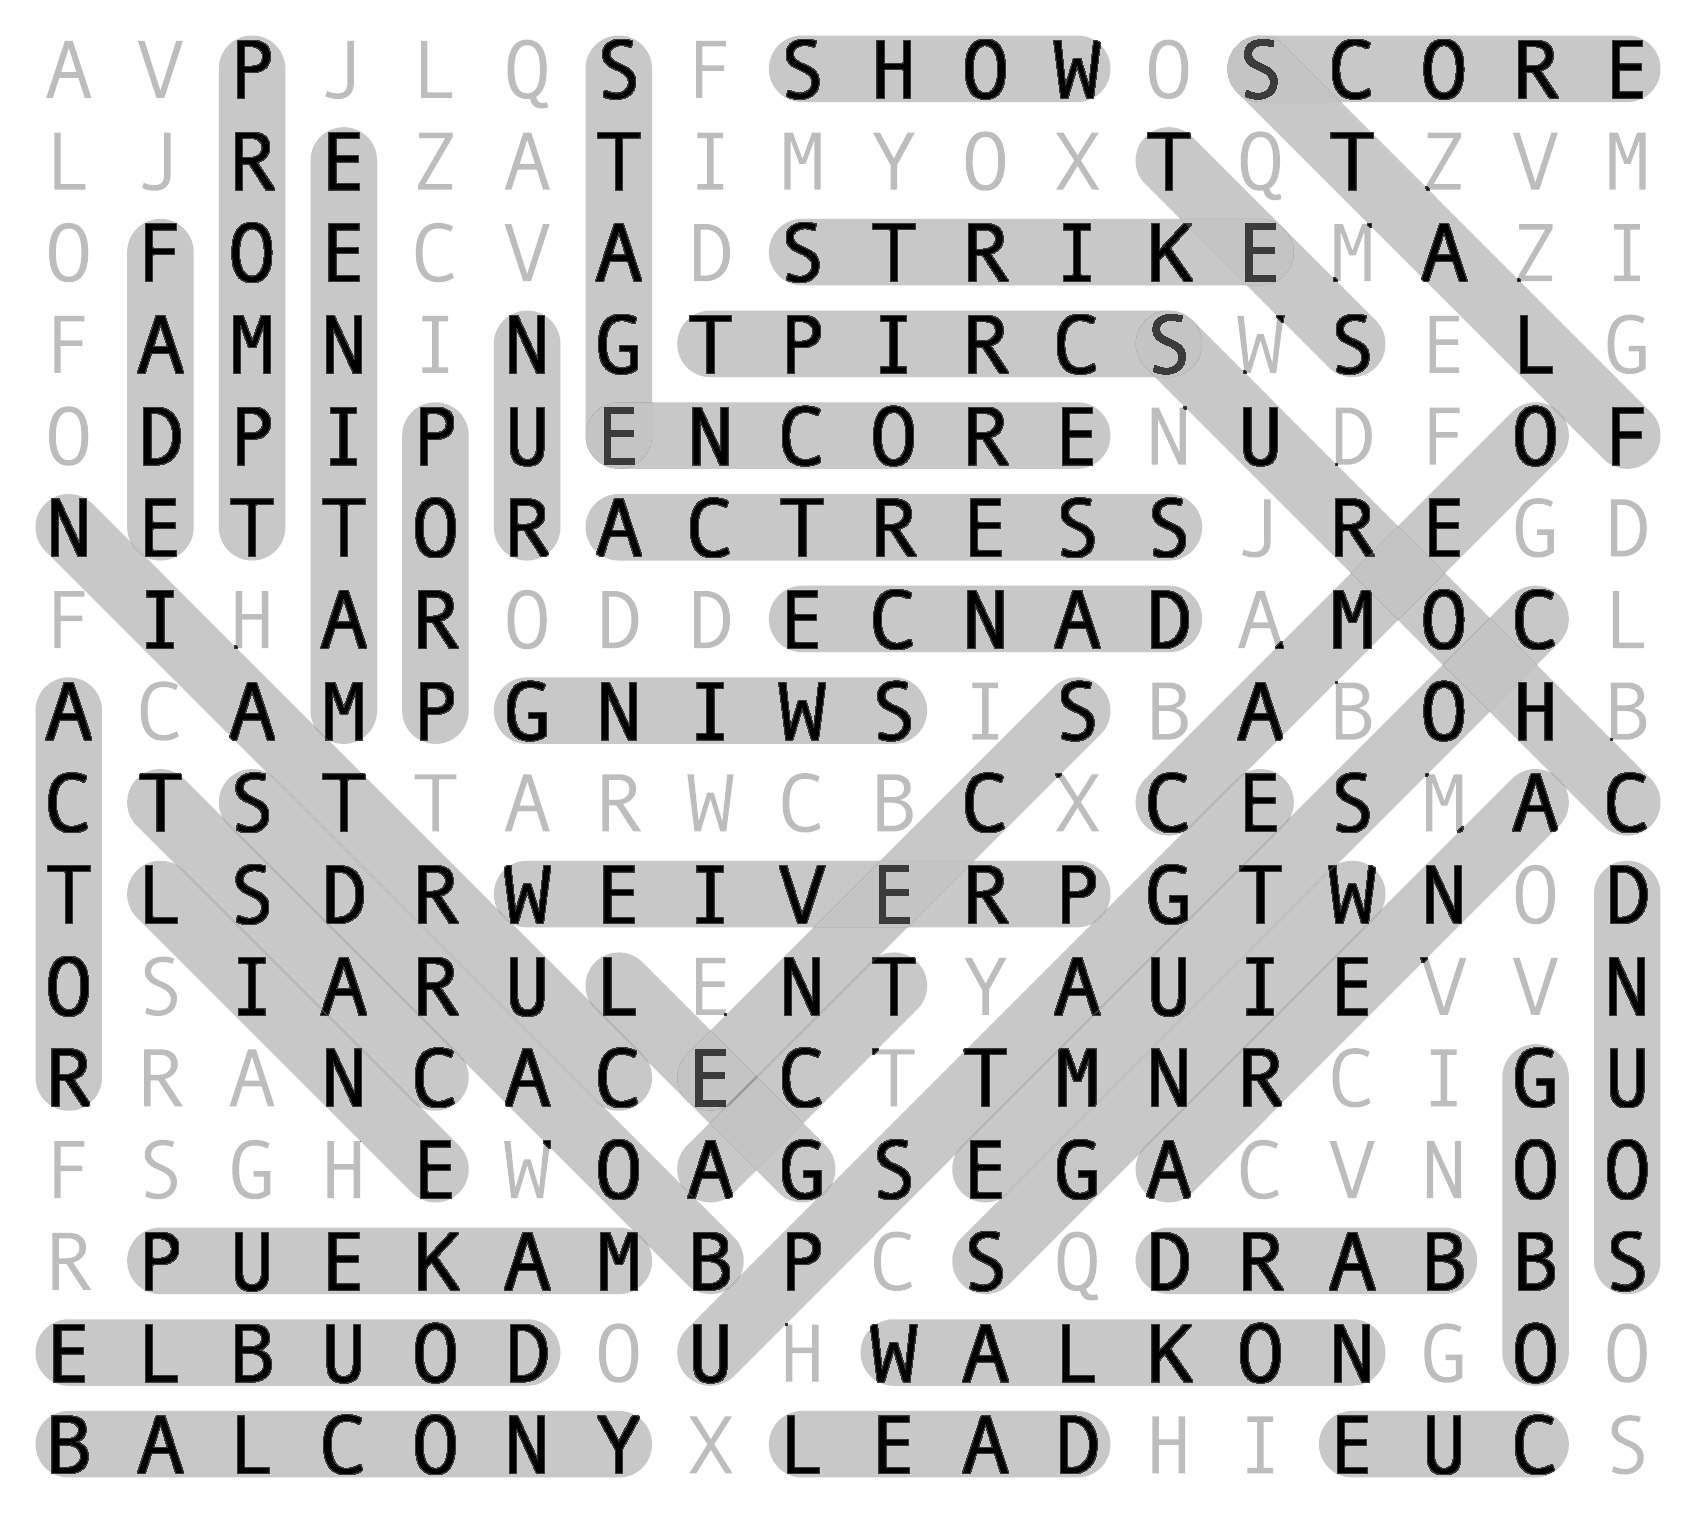 A V P J L Q S F S H O W O S C O R E
L J R E Z A T I M Y O X T Q T Z V M
O F O E C V A D S T R I K E M A Z I
F A M N I N G T P I R C S W S E L G
O D P I P U E N C O R E N U D F O F
N E T T O R A C T R E S S J R E G D
F I H A R O D D E C N A D A M O C L
A C A M P G N I W S I S B A B O H B
C T S T T A R W C B C X C E S M A C
T L S D R W E I V E R P G T W N O D
O S I A R U L E N T Y A U I E V V N
R R A N C A C E C T T M N R C I G U
F S G H E W O A G S E G A C V N O O
R P U E K A M B P C S Q D R A B B S
E L B U O D O U H W A L K O N G O O
B A L C O N Y X L E A D H I E U C S